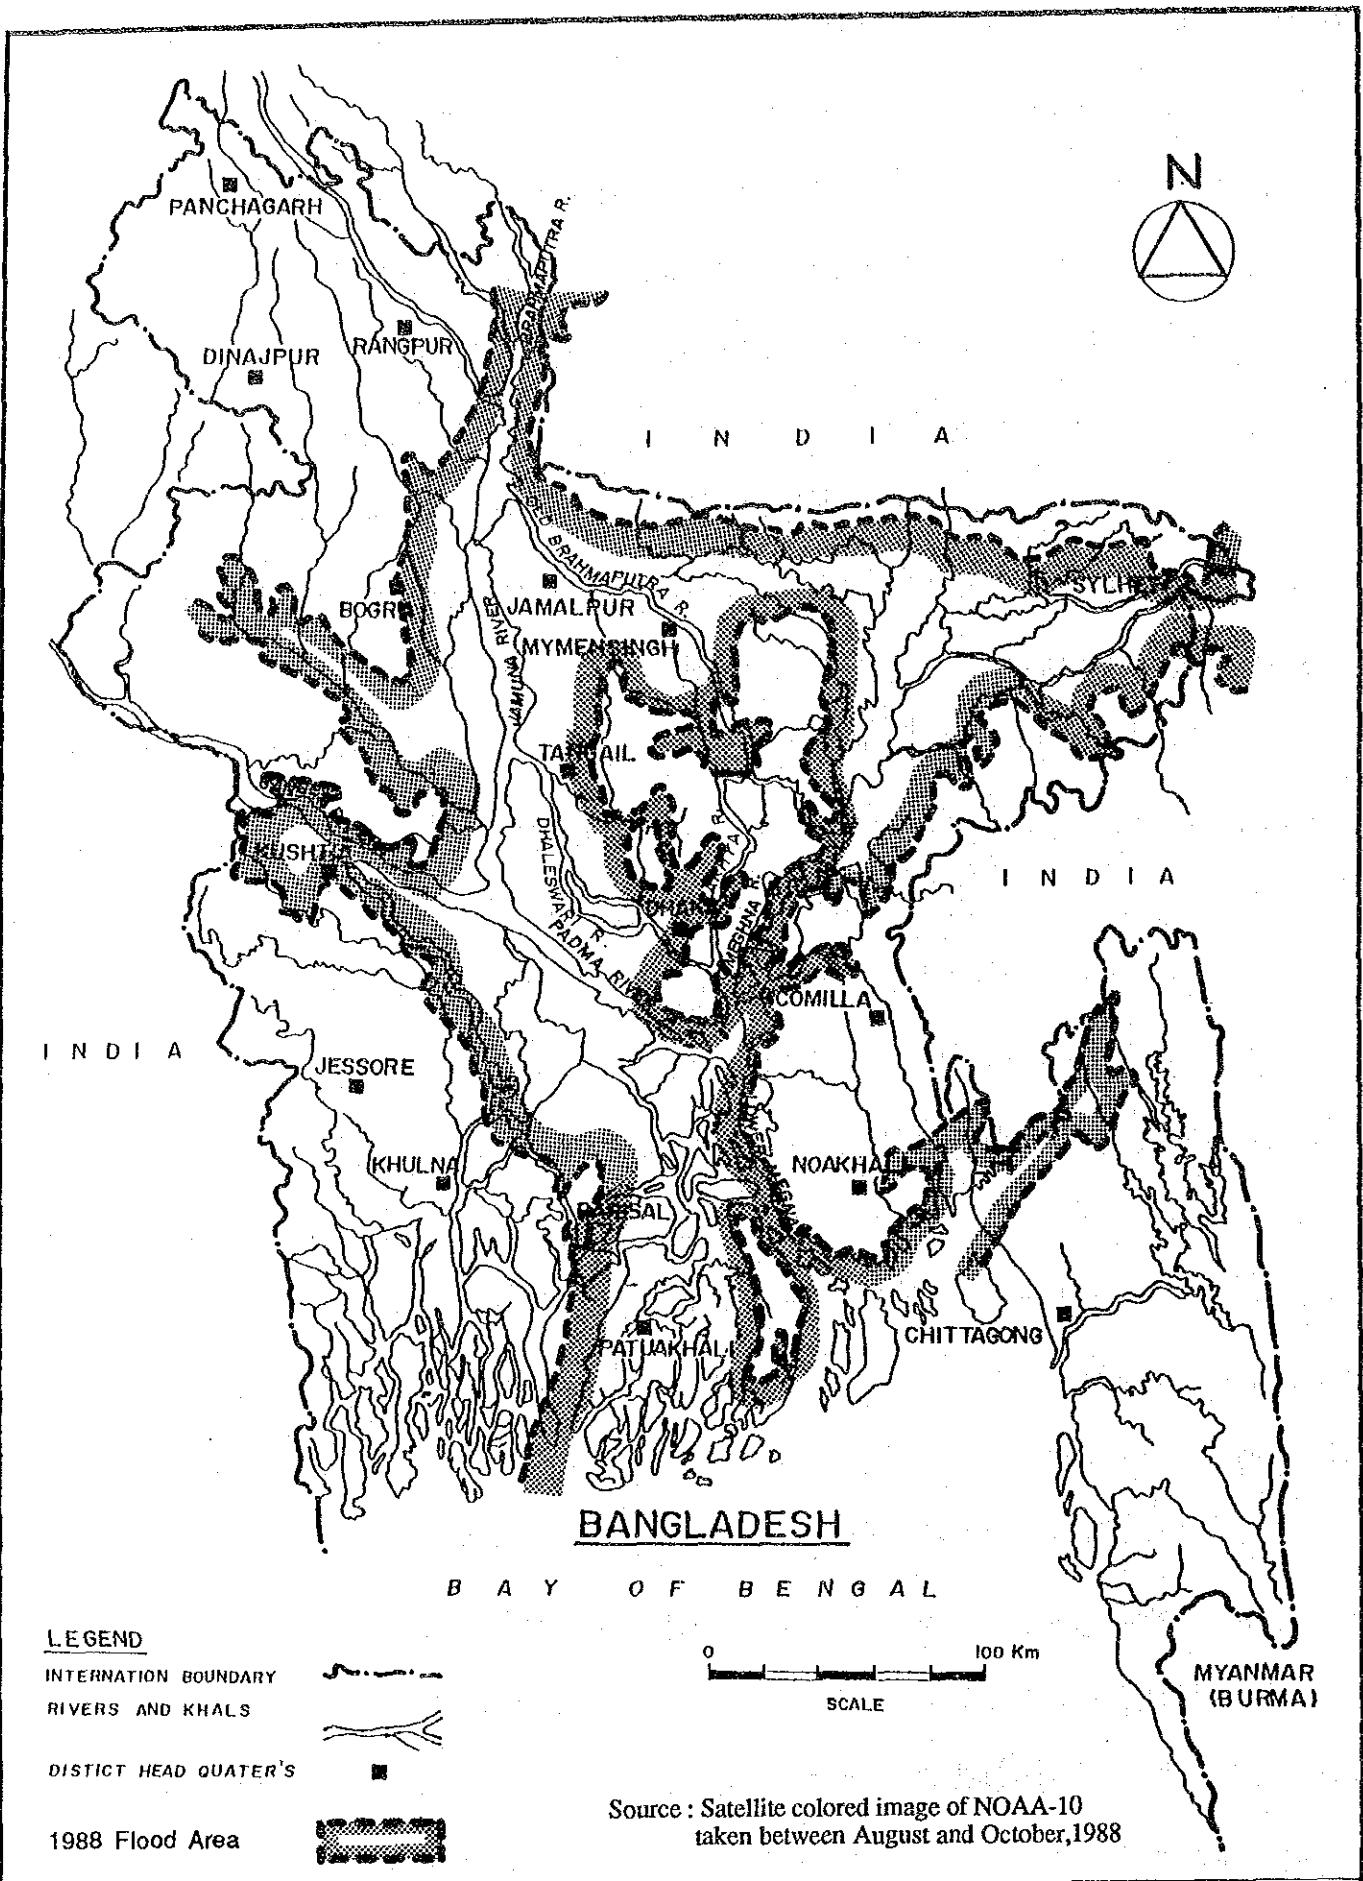 N
PANCHAGARH
BRAHMAPUTRA R.
DINAJPUR
RANGPUR
I N D I A
OLD BRAHMAPUTRA R.
SYLHET
BOGRA
JAMALPUR
MYMENSINGH
JAMUNA RIVER
TANGAIL
DHALESWARI R.
KUSHTIA
DHAKA
MEGHNA R.
PADMA RIVER
I N D I A
COMILLA
I N D I A
JESSORE
KHULNA
NOAKHALI
BARISAL
PATUAKHALI
CHITTAGONG
BANGLADESH
B A Y O F B E N G A L
LEGEND
INTERNATION BOUNDARY
RIVERS AND KHALS
DISTICT HEAD QUATER'S
1988 Flood Area
0 100 Km
SCALE
MYANMAR
(BURMA)
Source : Satellite colored image of NOAA-10
taken between August and October,1988